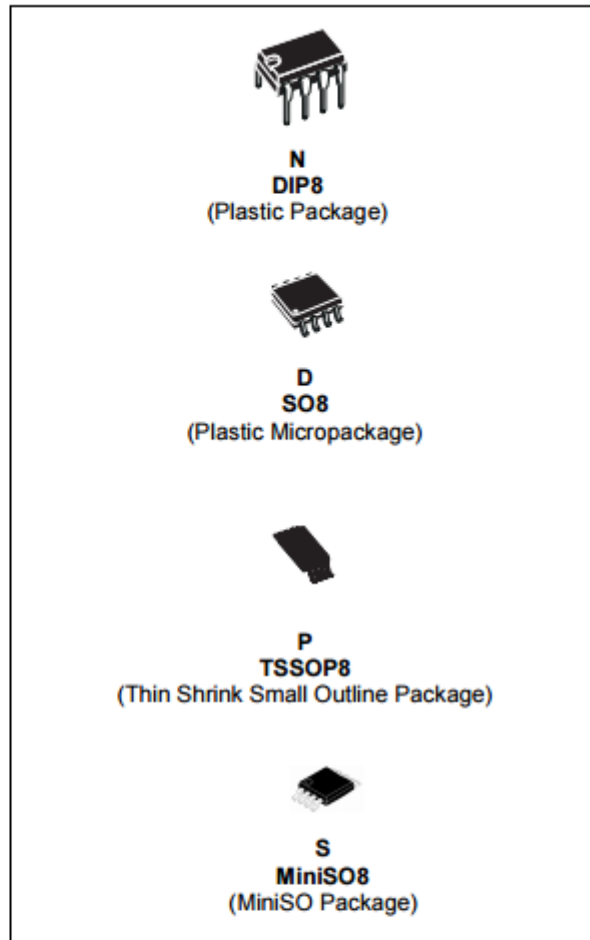 N
DIP8
(Plastic Package)
D
SO8
(Plastic Micropackage)
P
TSSOP8
(Thin Shrink Small Outline Package)
S
MiniSO8
(MiniSO Package)